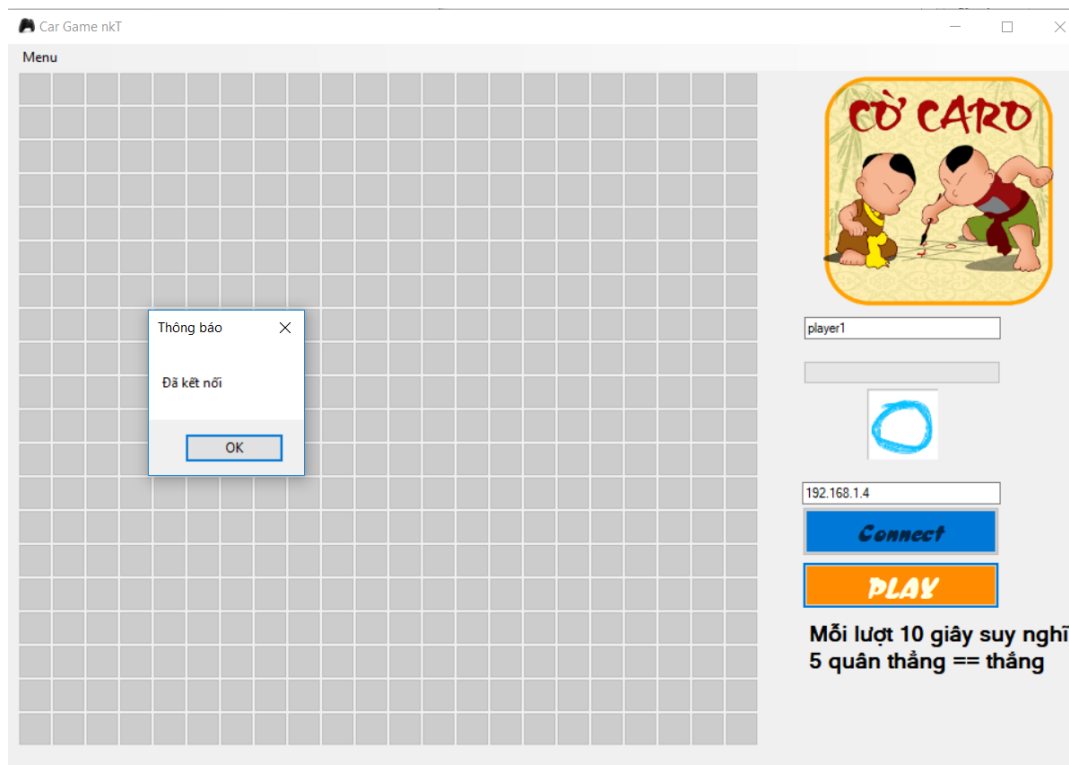 Car Game nkT
Menu
CỜ CARO
Thông báo
Đã kết nối
OK
player1
192.168.1.4
Connect
PLAY
Mỗi lượt 10 giây suy nghĩ
5 quân thẳng == thắng